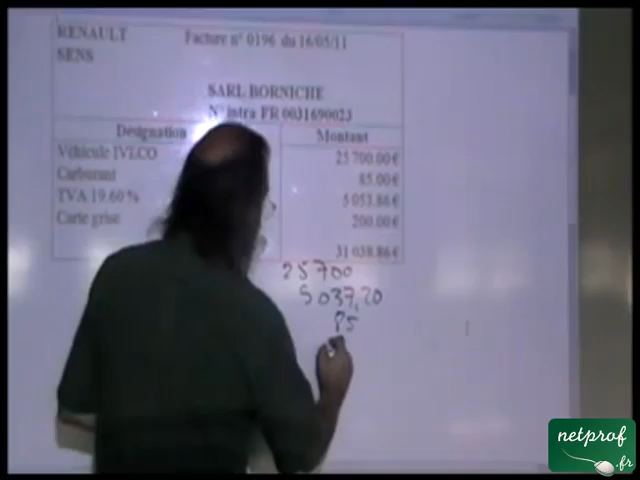 RENAULT Facture n° 0196 du 16/05/11
SENS
SARL BORNICHE
N° intra FR 0031690023
Désignation Montant
Véhicule IVECO 25 700.00€
Carburant 85.00€
TVA 19.60 % 5 053.86€
Carte grise 200.00€
31 038.86€
25700
5037,20
85
netprof
.fr